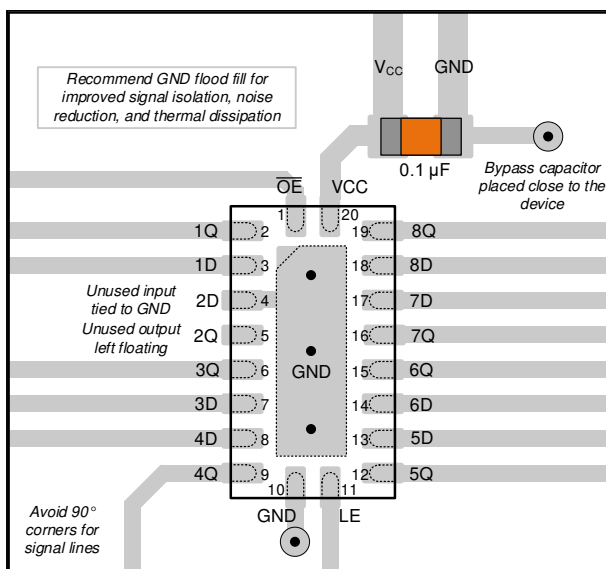 Recommend GND flood fill for
improved signal isolation, noise
reduction, and thermal dissipation
VCC GND
0.1 µF
Bypass capacitor
placed close to the
device
OE VCC
1 20
1Q 2 19 8Q
1D 3 18 8D
Unused input
tied to GND
2D 4 17 7D
Unused output
left floating
2Q 5 16 7Q
3Q 6 GND 15 6Q
3D 7 14 6D
4D 8 13 5D
4Q 9 12 5Q
10 11
GND LE
Avoid 90°
corners for
signal lines